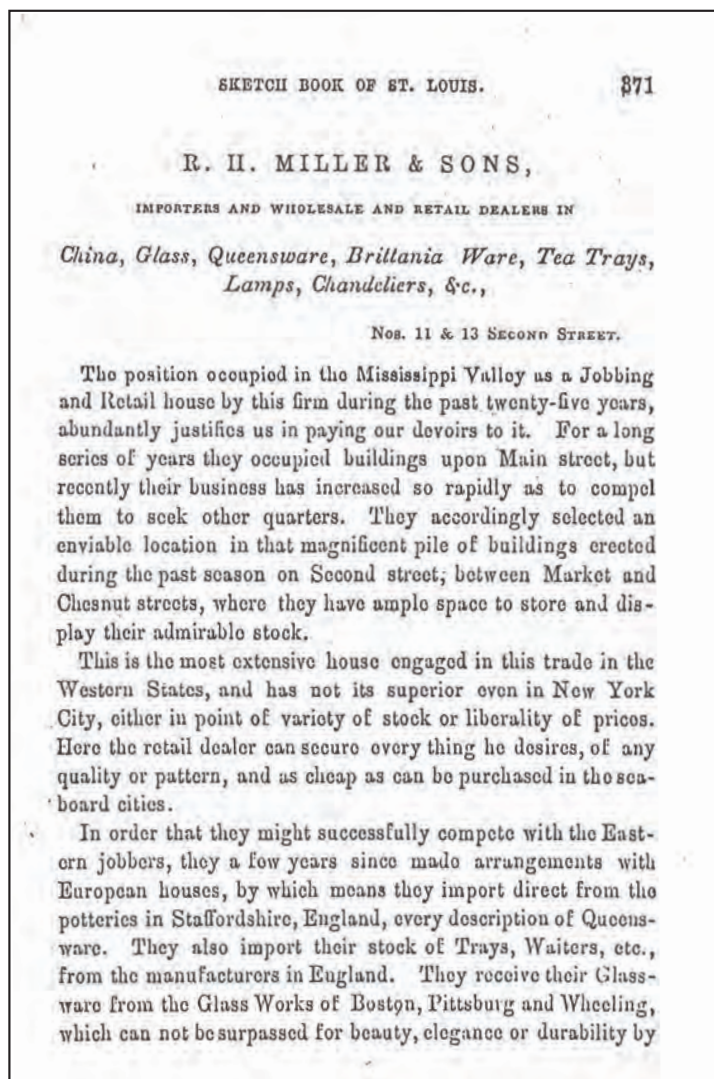 SKETCH BOOK OF ST. LOUIS. 371
R. H. MILLER & SONS,
IMPORTERS AND WHOLESALE AND RETAIL DEALERS IN
China, Glass, Queensware, Brittania Ware, Tea Trays,
Lamps, Chandeliers, &c.,
Nos. 11 & 13 Second Street.
The position occupied in the Mississippi Valley as a Jobbing
and Retail house by this firm during the past twenty-five years,
abundantly justifies us in paying our devoirs to it. For a long
series of years they occupied buildings upon Main street, but
recently their business has increased so rapidly as to compel
them to seek other quarters. They accordingly selected an
enviable location in that magnificent pile of buildings erected
during the past season on Second street, between Market and
Chesnut streets, where they have ample space to store and dis-
play their admirable stock.
This is the most extensive house engaged in this trade in the
Western States, and has not its superior even in New York
City, either in point of variety of stock or liberality of prices.
Here the retail dealer can secure every thing he desires, of any
quality or pattern, and as cheap as can be purchased in the sea-
board cities.
In order that they might successfully compete with the East-
ern jobbers, they a few years since made arrangements with
European houses, by which means they import direct from the
potteries in Staffordshire, England, every description of Queens-
ware. They also import their stock of Trays, Waiters, etc.,
from the manufacturers in England. They receive their Glass-
ware from the Glass Works of Boston, Pittsburg and Wheeling,
which can not be surpassed for beauty, elegance or durability by